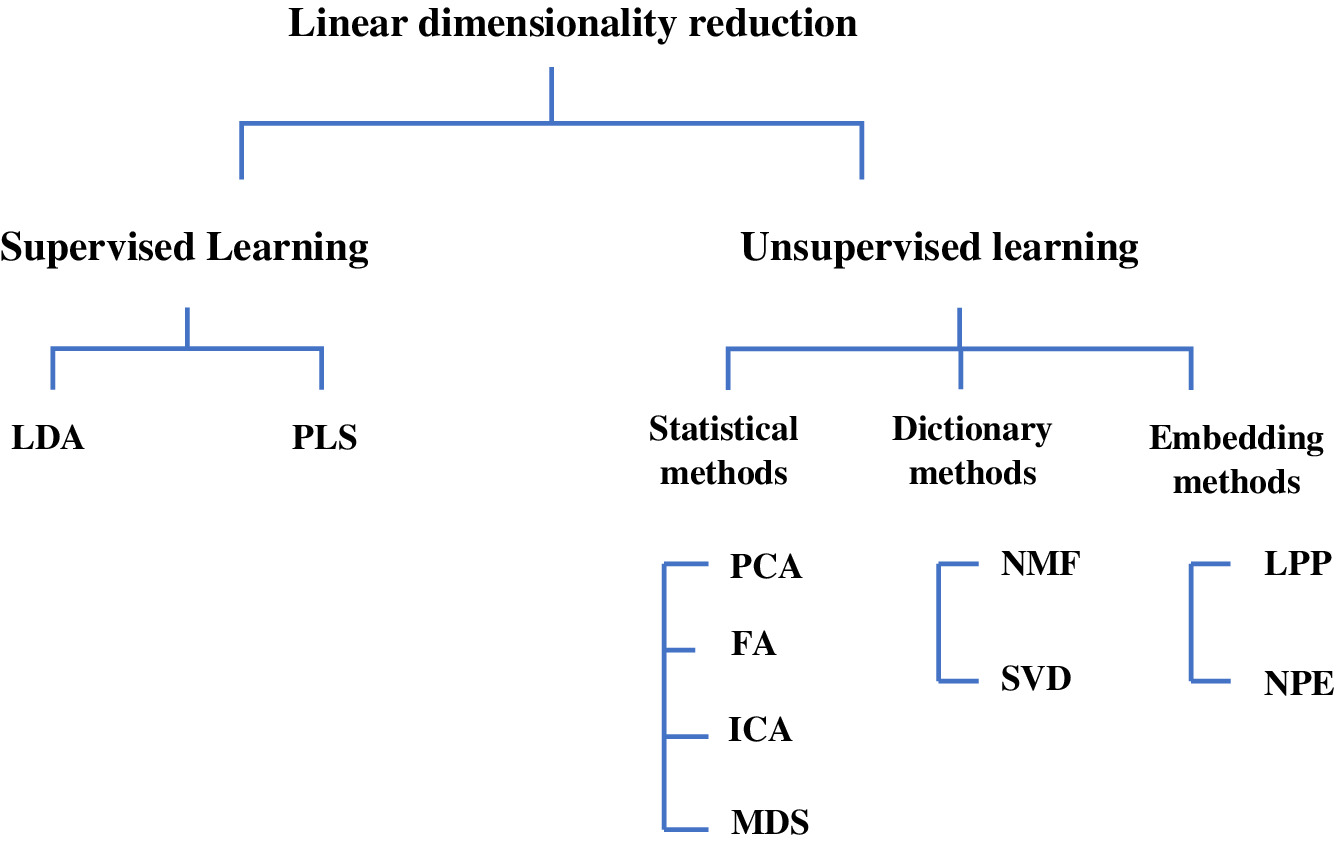 Linear dimensionality reduction
Supervised Learning
Unsupervised learning
LDA
PLS
Statistical
methods
Dictionary
methods
Embedding
methods
PCA
FA
ICA
MDS
NMF
SVD
LPP
NPE